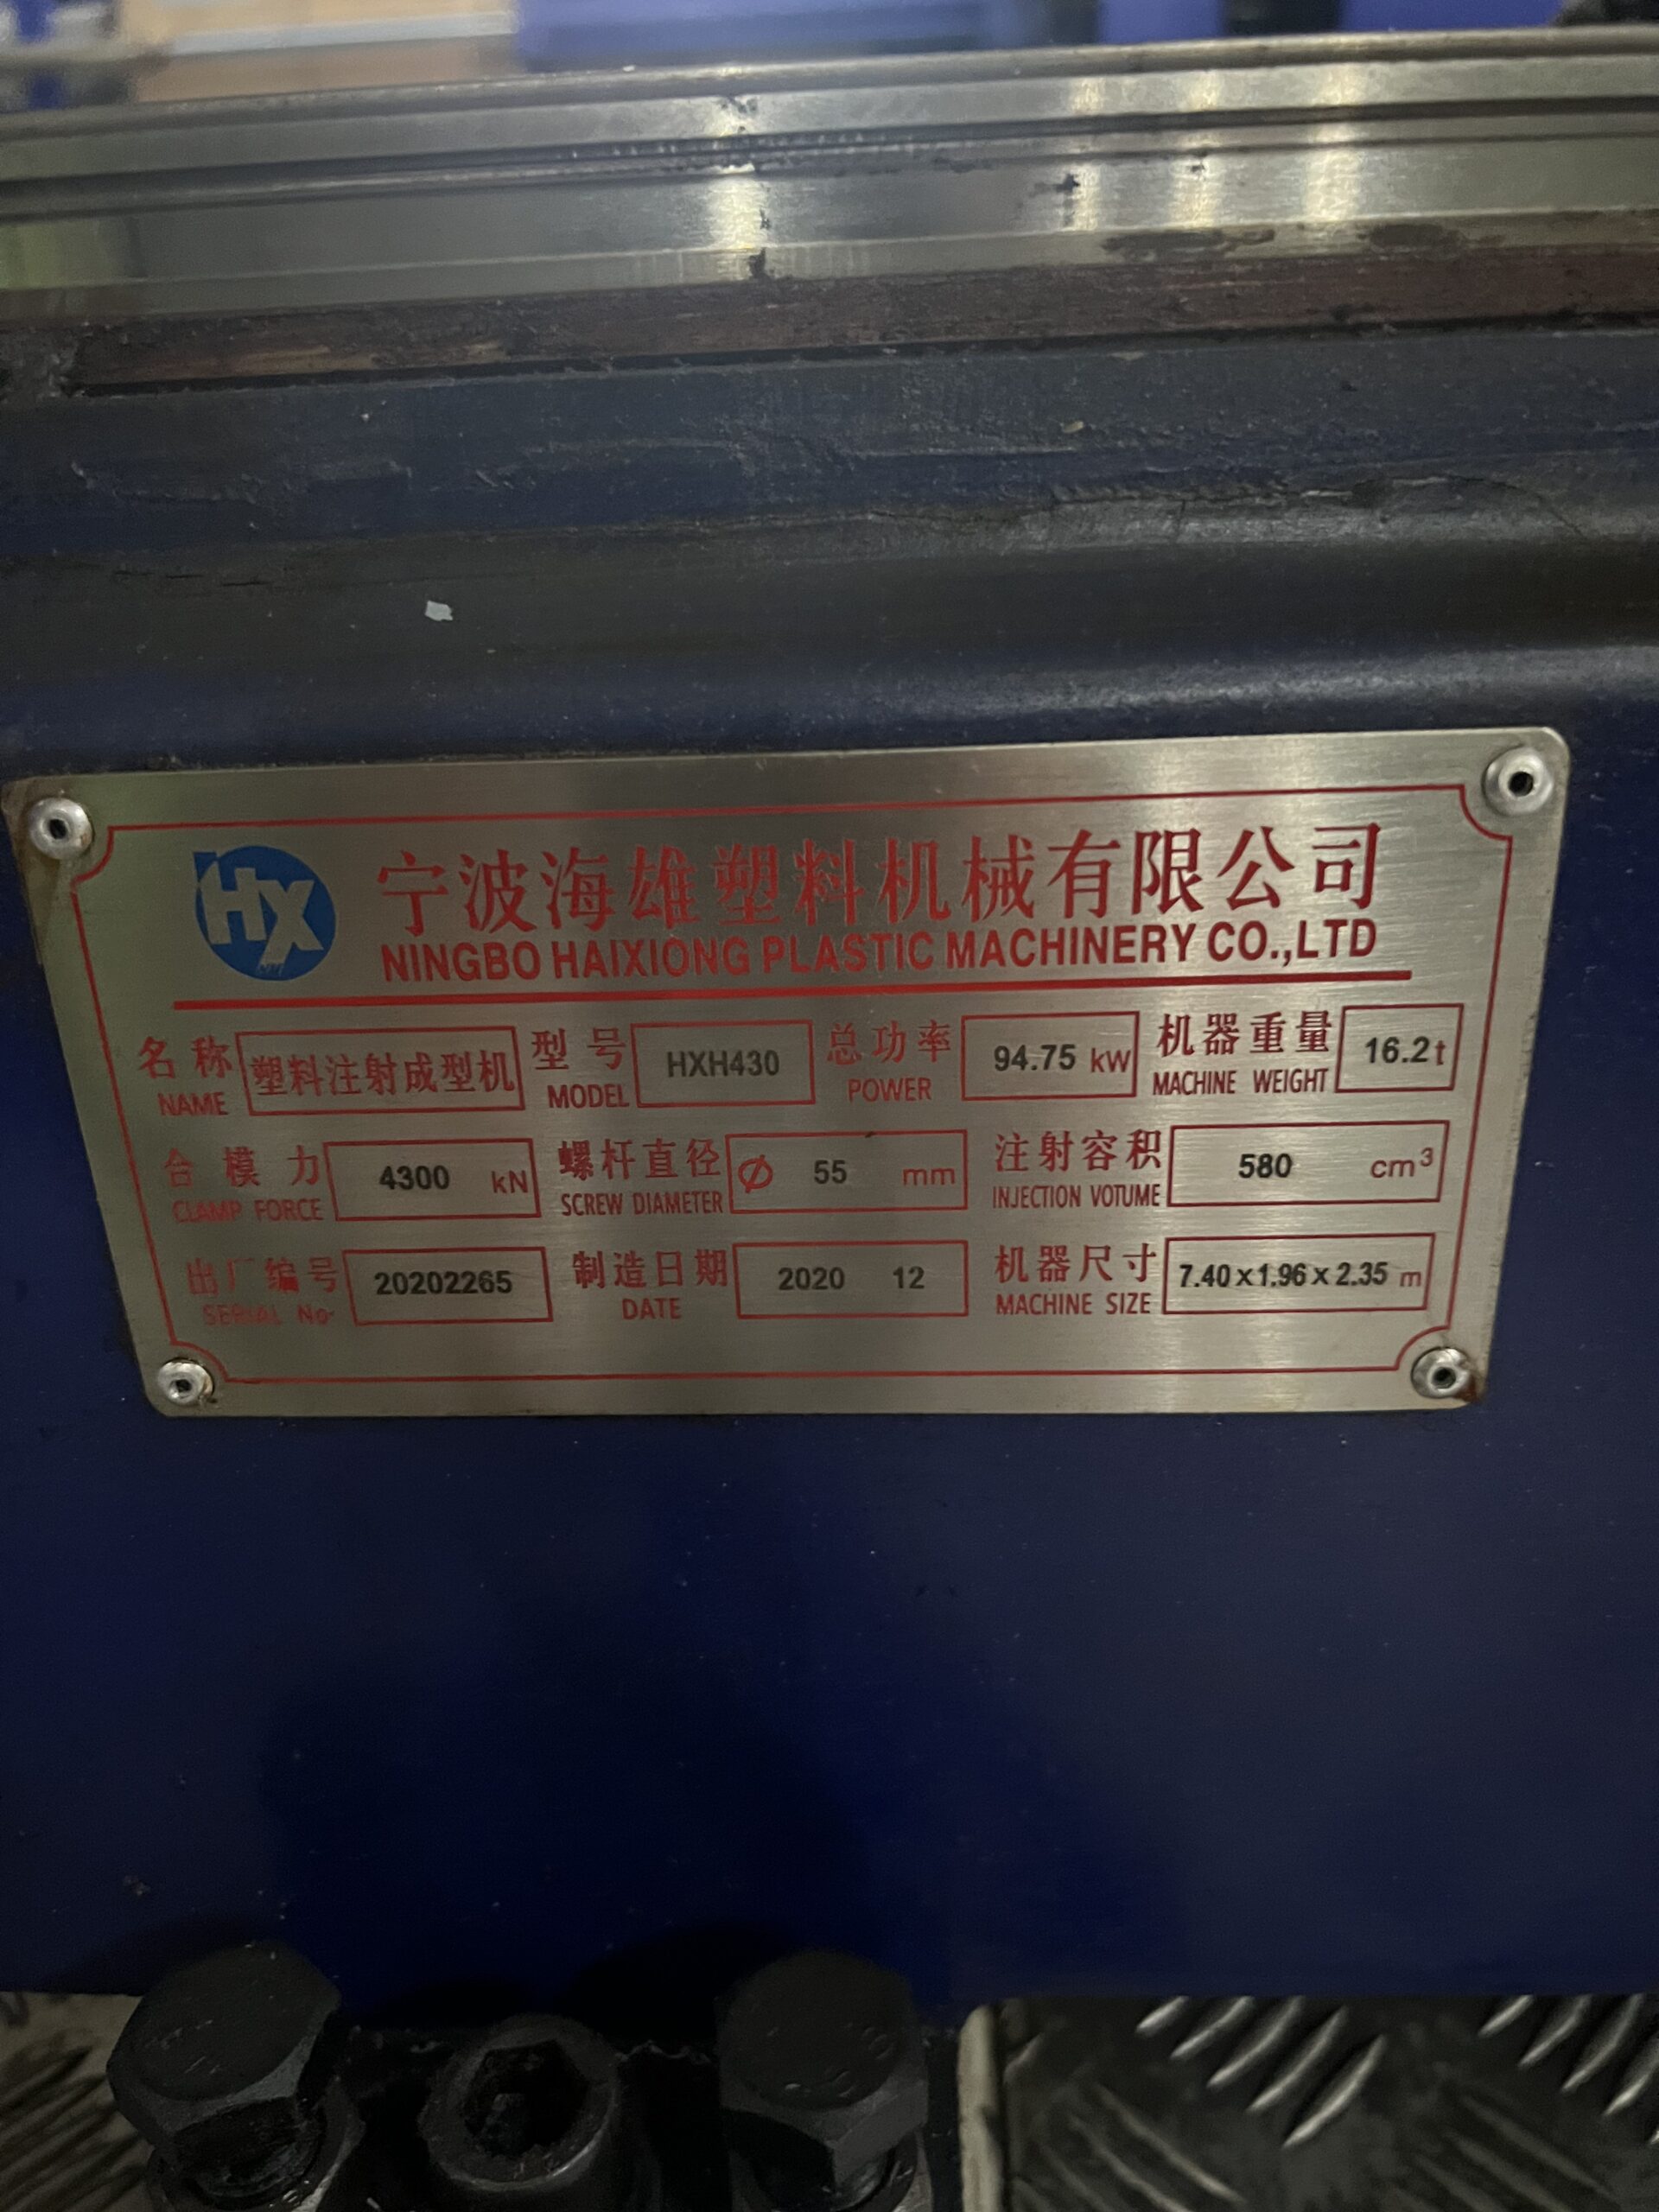 HX
宁波海雄塑料机械有限公司
NINGBO HAIXIONG PLASTIC MACHINERY CO.,LTD
名称 塑料注射成型机 型号 HXH430 总功率 94.75 kW 机器重量 16.2t
NAME MODEL POWER MACHINE WEIGHT
合模力 4300 kN 螺杆直径 Ø 55 mm 注射容积 580 cm³
CLAMP FORCE SCREW DIAMETER INJECTION VOTUME
出厂编号 20202265 制造日期 2020 12 机器尺寸 7.40 x 1.96 x 2.35 m
SERIAL No. DATE MACHINE SIZE